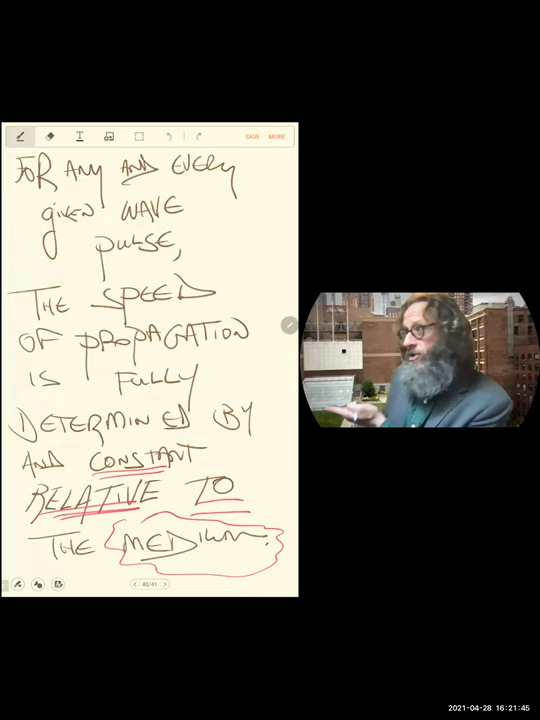 T
SAVE MORE
FOR ANY AND EVERY
given WAVE
pulse,
THE SPEED
OF PROPAGATION
IS FULLY
DETERMINED BY
AND CONSTANT
RELATIVE TO
THE MEDIUM.
40/41
2021-04-28 16:21:45